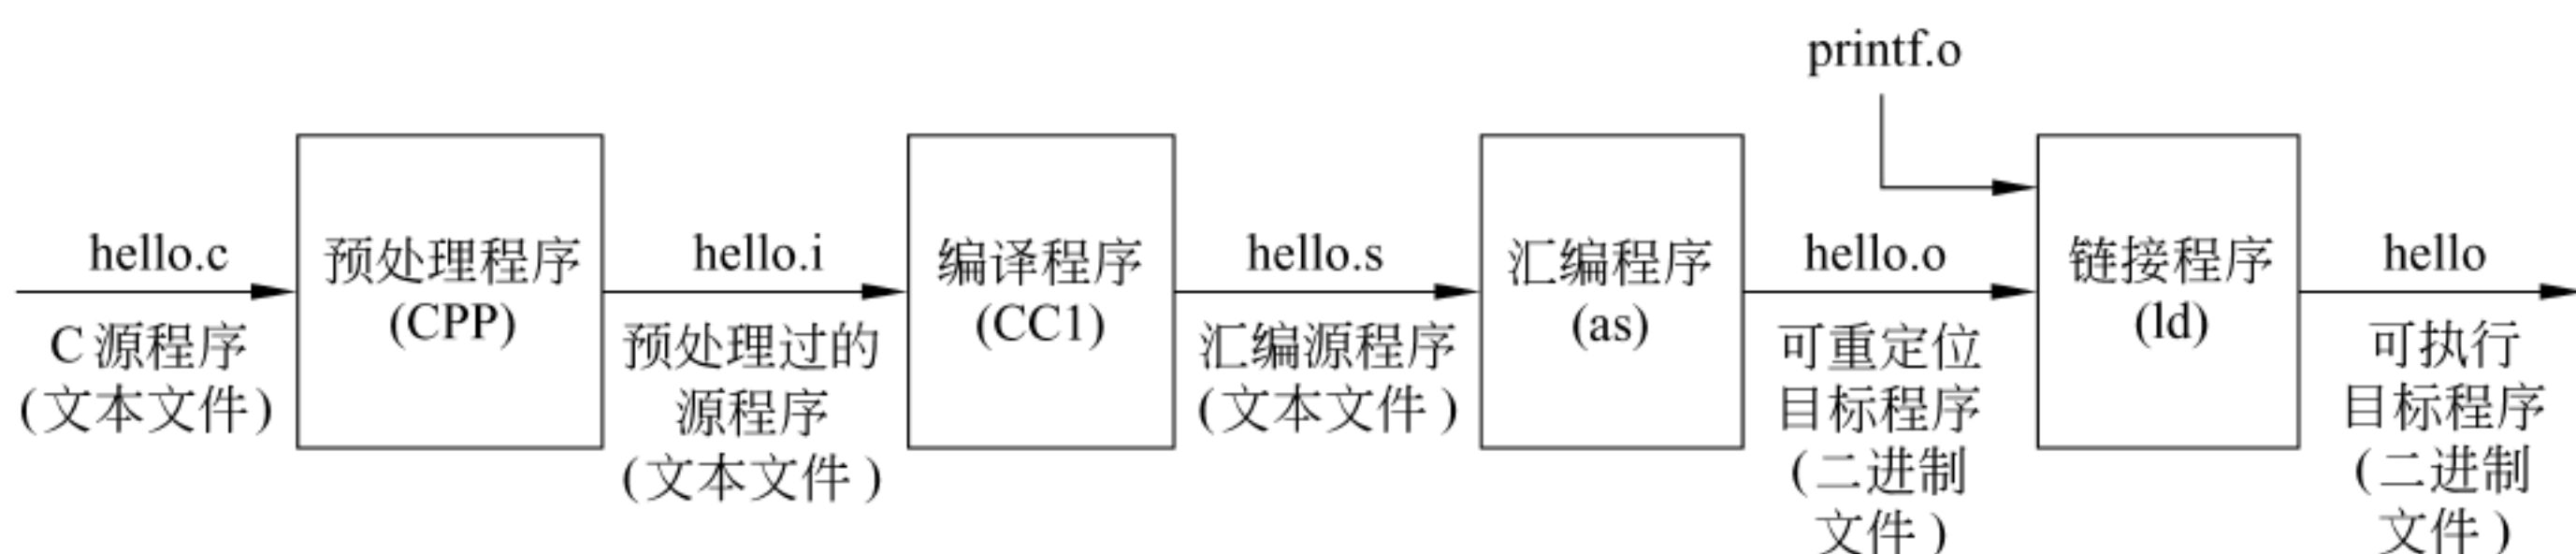 printf.o
hello.c
C 源程序
(文本文件)
预处理程序
(CPP)
hello.i
预处理过的
源程序
(文本文件)
编译程序
(CC1)
hello.s
汇编源程序
(文本文件)
汇编程序
(as)
hello.o
可重定位
目标程序
(二进制
文件)
链接程序
(ld)
hello
可执行
目标程序
(二进制
文件)